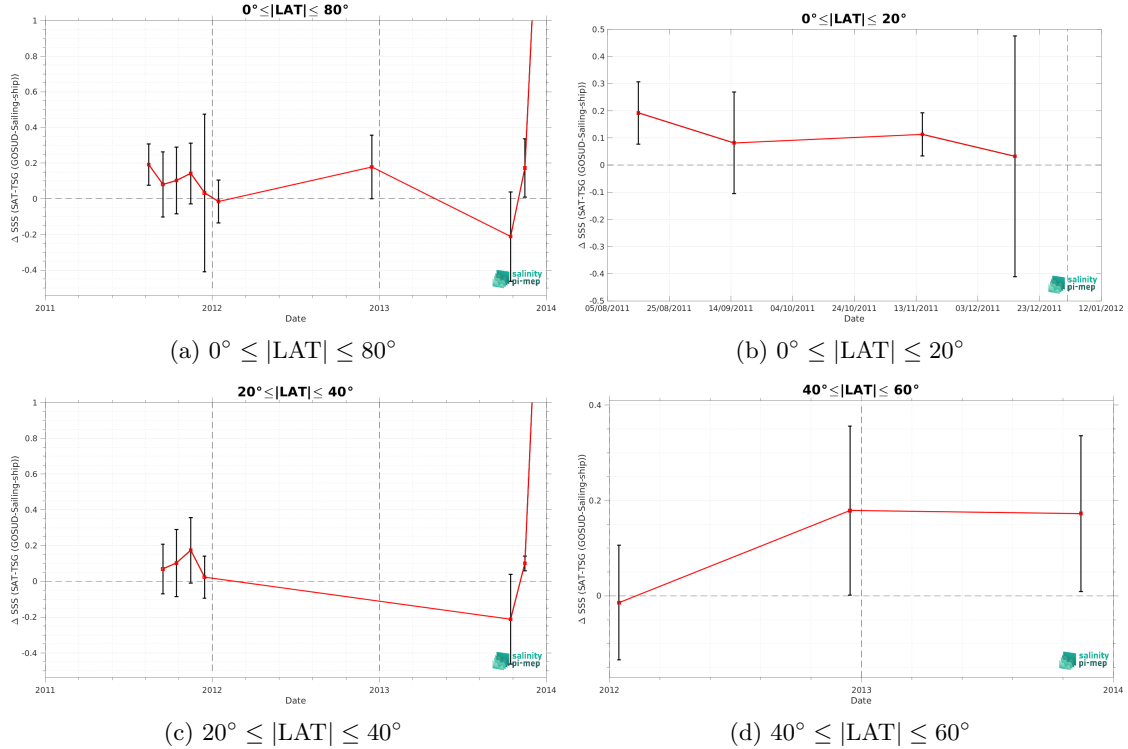 0°≤|LAT|≤ 80°
1
0.8
0.6
0.4
0.2
0
-0.2
-0.4
Δ SSS (SAT-TSG (GOSUD-Sailing-ship))
2011
2012
2013
2014
Date
salinity
pi-mep
(a) 0° ≤ |LAT| ≤ 80°
0°≤|LAT|≤ 20°
0.5
0.4
0.3
0.2
0.1
0
-0.1
-0.2
-0.3
-0.4
-0.5
Δ SSS (SAT-TSG (GOSUD-Sailing-ship))
05/08/2011
25/08/2011
14/09/2011
04/10/2011
24/10/2011
13/11/2011
03/12/2011
23/12/2011
12/01/2012
Date
salinity
pi-mep
(b) 0° ≤ |LAT| ≤ 20°
20°≤|LAT|≤ 40°
1
0.8
0.6
0.4
0.2
0
-0.2
-0.4
Δ SSS (SAT-TSG (GOSUD-Sailing-ship))
2011
2012
2013
2014
Date
salinity
pi-mep
(c) 20° ≤ |LAT| ≤ 40°
40°≤|LAT|≤ 60°
0.4
0.2
0
Δ SSS (SAT-TSG (GOSUD-Sailing-ship))
2012
2013
2014
Date
salinity
pi-mep
(d) 40° ≤ |LAT| ≤ 60°